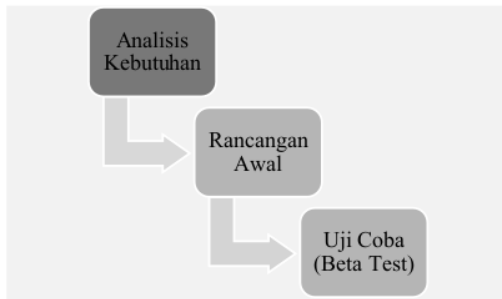 Analisis
Kebutuhan
Rancangan
Awal
Uji Coba
(Beta Test)